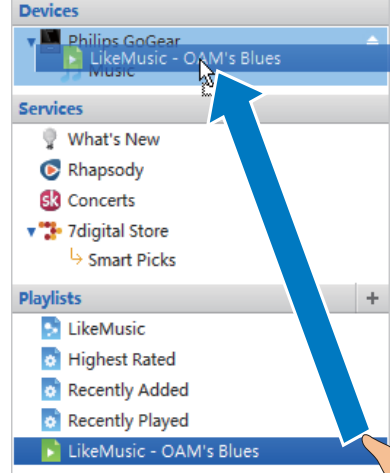 Devices
Philips GoGear
LikeMusic - OAM's Blues
Music
Services
What's New
Rhapsody
sk Concerts
7digital Store
Smart Picks
Playlists
LikeMusic
Highest Rated
Recently Added
Recently Played
LikeMusic - OAM's Blues